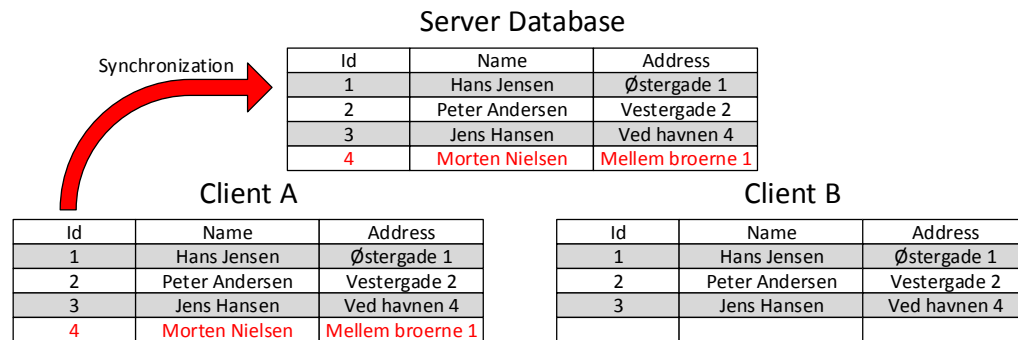 Server Database
Synchronization
Id Name Address
1 Hans Jensen Østergade 1
2 Peter Andersen Vestergade 2
3 Jens Hansen Ved havnen 4
4 Morten Nielsen Mellem broerne 1
Client A
Id Name Address
1 Hans Jensen Østergade 1
2 Peter Andersen Vestergade 2
3 Jens Hansen Ved havnen 4
4 Morten Nielsen Mellem broerne 1
Client B
Id Name Address
1 Hans Jensen Østergade 1
2 Peter Andersen Vestergade 2
3 Jens Hansen Ved havnen 4